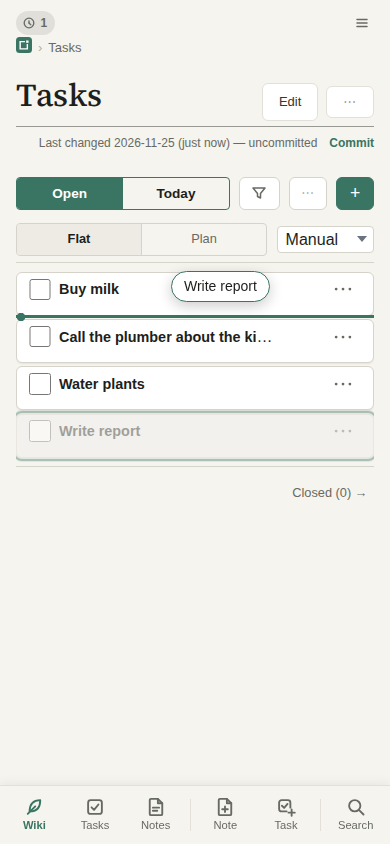 1
› Tasks
Tasks
Edit
...
Last changed 2026-11-25 (just now) — uncommitted Commit
Open Today ... +
Flat Plan Manual
Write report
Buy milk ...
Call the plumber about the ki... ...
Water plants ...
Write report ...
Closed (0) →
Wiki Tasks Notes Note Task Search